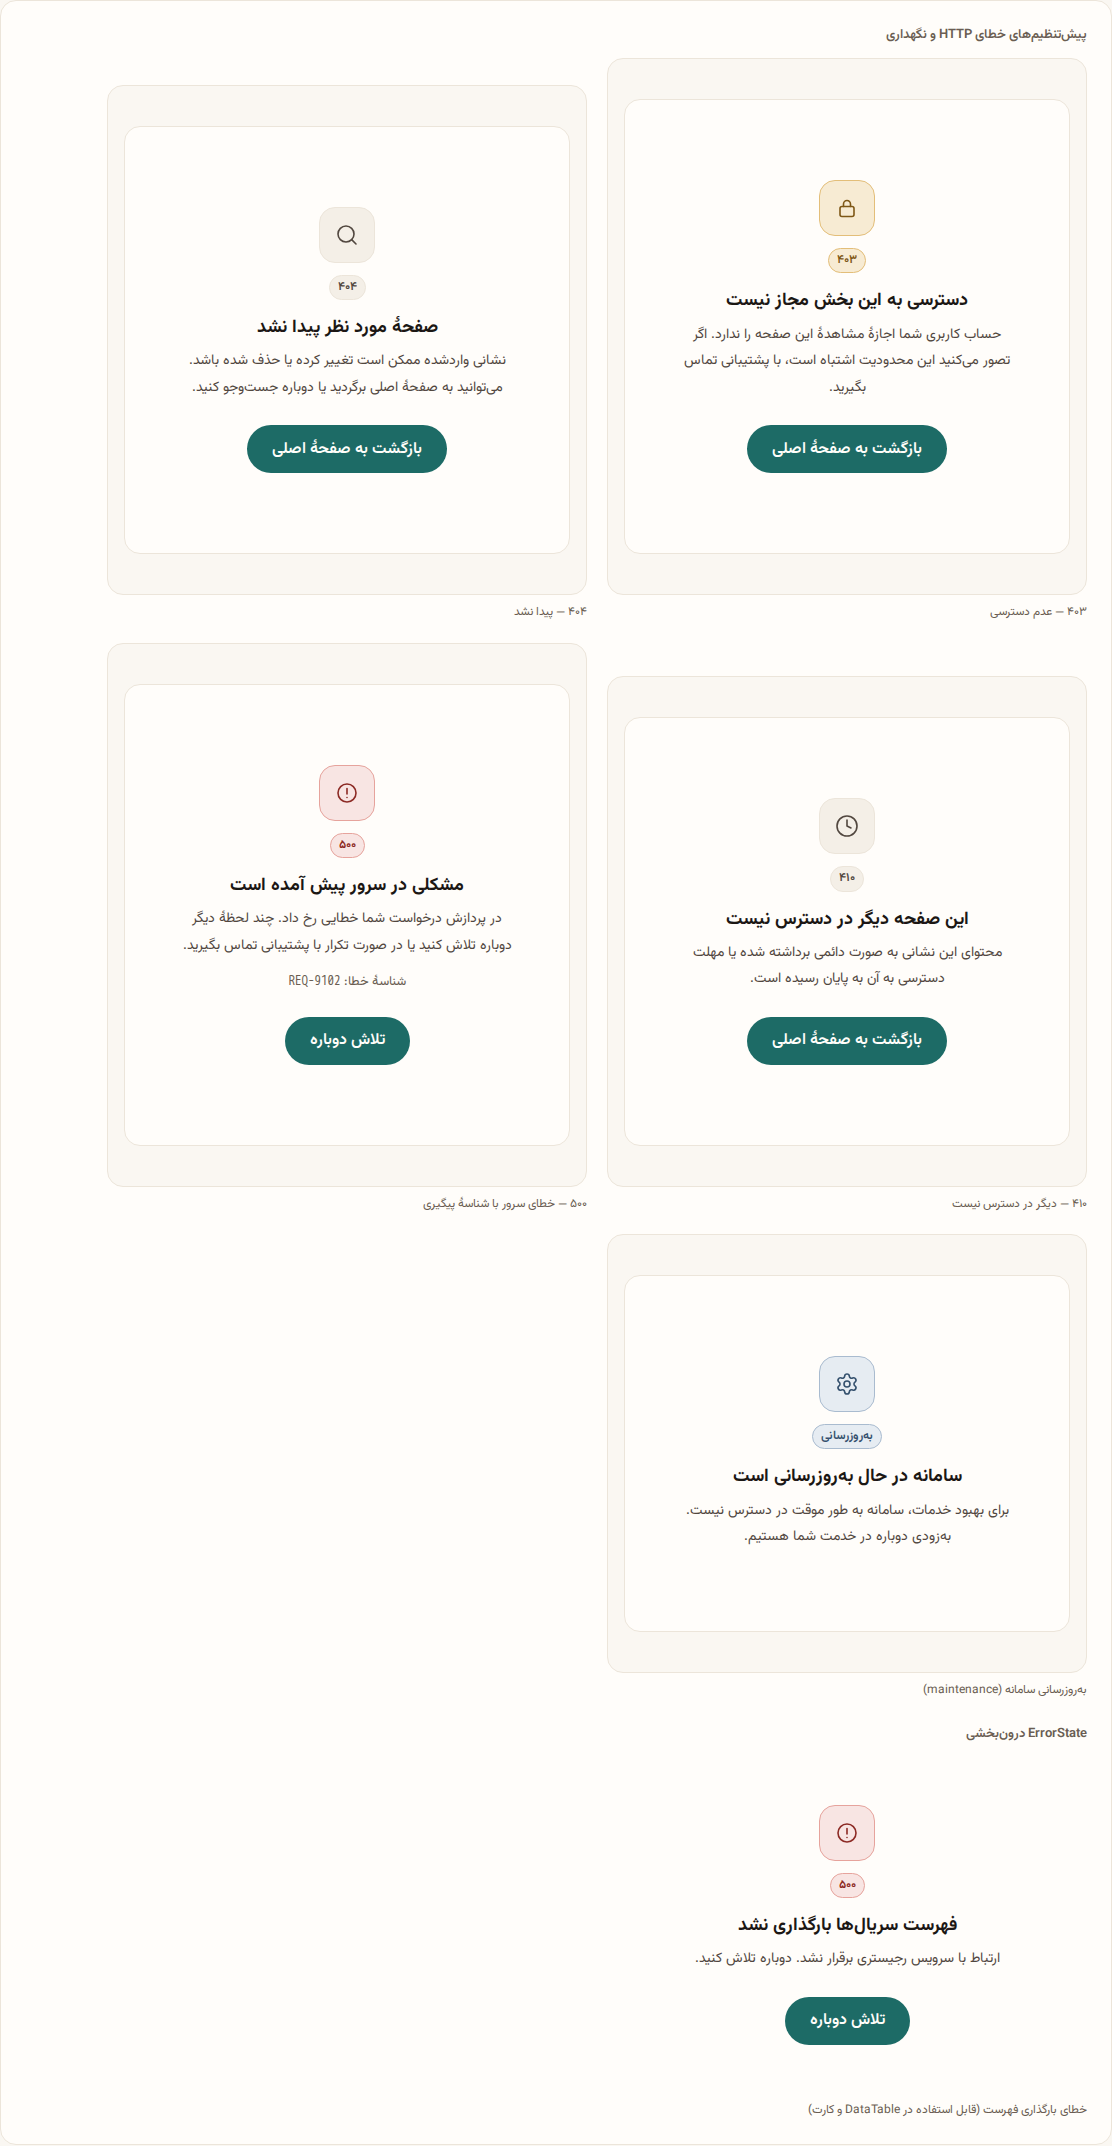 پیش‌تنظیم‌های خطای HTTP و نگهداری
۴۰۳
دسترسی به این بخش مجاز نیست
حساب کاربری شما اجازهٔ مشاهدهٔ این صفحه را ندارد. اگر
تصور می‌کنید این محدودیت اشتباه است، با پشتیبانی تماس
بگیرید.
بازگشت به صفحهٔ اصلی
۴۰۳ — عدم دسترسی
۴۰۴
صفحهٔ مورد نظر پیدا نشد
نشانی واردشده ممکن است تغییر کرده یا حذف شده باشد.
می‌توانید به صفحهٔ اصلی برگردید یا دوباره جست‌وجو کنید.
بازگشت به صفحهٔ اصلی
۴۰۴ — پیدا نشد
۴۱۰
این صفحه دیگر در دسترس نیست
محتوای این نشانی به صورت دائمی برداشته شده یا مهلت
دسترسی به آن به پایان رسیده است.
بازگشت به صفحهٔ اصلی
۴۱۰ — دیگر در دسترس نیست
۵۰۰
مشکلی در سرور پیش آمده است
در پردازش درخواست شما خطایی رخ داد. چند لحظهٔ دیگر
دوباره تلاش کنید یا در صورت تکرار با پشتیبانی تماس بگیرید.
شناسهٔ خطا: REQ-9102
تلاش دوباره
۵۰۰ — خطای سرور با شناسهٔ پیگیری
به‌روزرسانی
سامانه در حال به‌روزرسانی است
برای بهبود خدمات، سامانه به طور موقت در دسترس نیست.
به‌زودی دوباره در خدمت شما هستیم.
به‌روزرسانی سامانه (maintenance)
ErrorState درون‌بخشی
۵۰۰
فهرست سریال‌ها بارگذاری نشد
ارتباط با سرویس رجیستری برقرار نشد. دوباره تلاش کنید.
تلاش دوباره
خطای بارگذاری فهرست (قابل استفاده در DataTable و کارت)